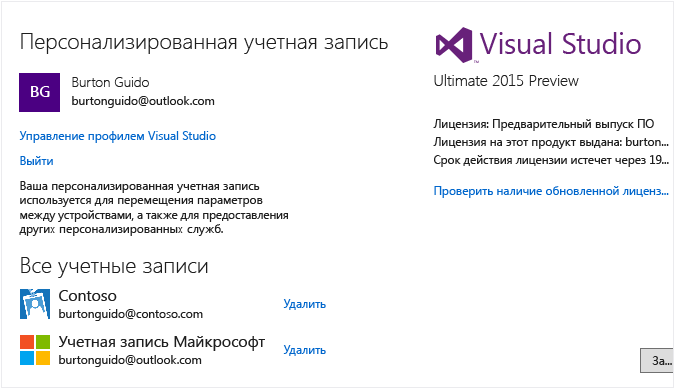 Персонализированная учетная запись
BG
Burton Guido
burtonguido@outlook.com
Управление профилем Visual Studio
Выйти
Ваша персонализированная учетная запись
используется для перемещения параметров
между устройствами, а также для предоставления
других персонализированных служб.
Все учетные записи
Contoso
burtonguido@contoso.com
Удалить
Учетная запись Майкрософт
burtonguido@outlook.com
Удалить
Visual Studio
Ultimate 2015 Preview
Лицензия: Предварительный выпуск ПО
Лицензия на этот продукт выдана: burton...
Срок действия лицензии истечет через 19...
Проверить наличие обновленной лиценз...
За...